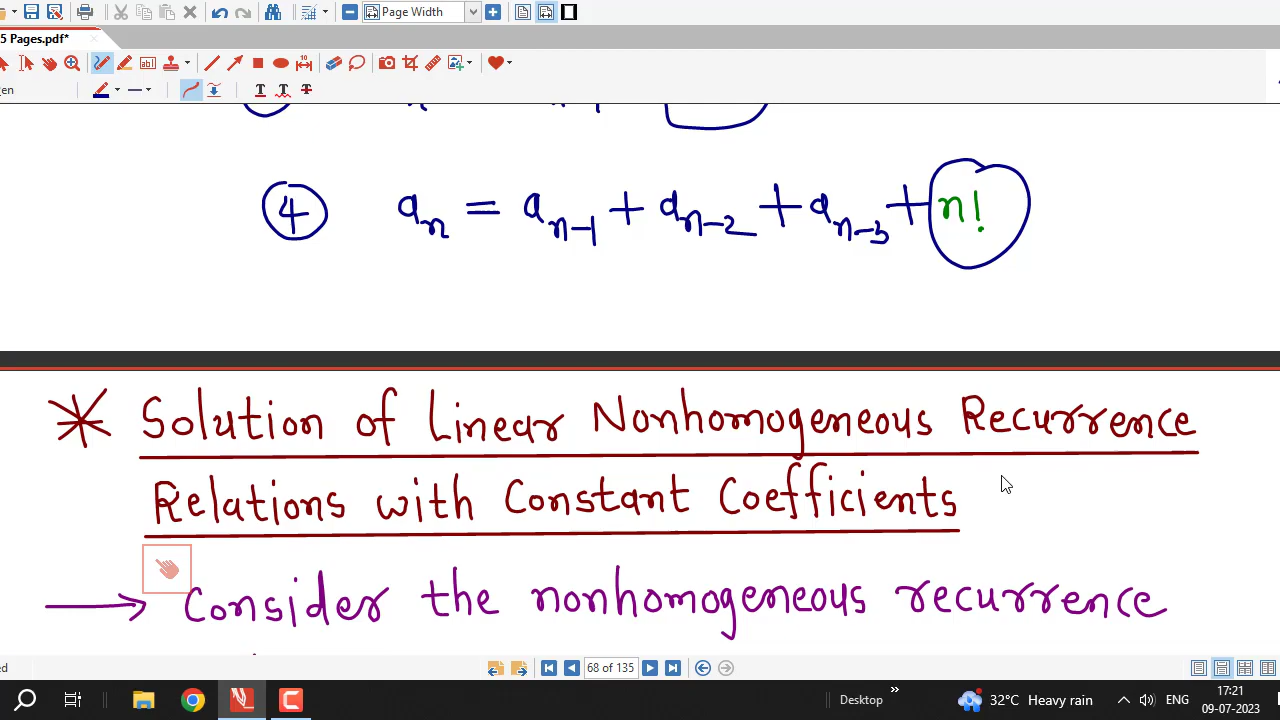 Page Width
5 Pages.pdf*
en
④ aₙ = aₙ₋₁ + aₙ₋₂ + aₙ₋₃ + n!
* Solution of Linear Nonhomogeneous Recurrence
Relations with Constant Coefficients
→ Consider the nonhomogeneous recurrence
ed
68 of 135
Desktop
32°C Heavy rain
ENG
17:21
09-07-2023